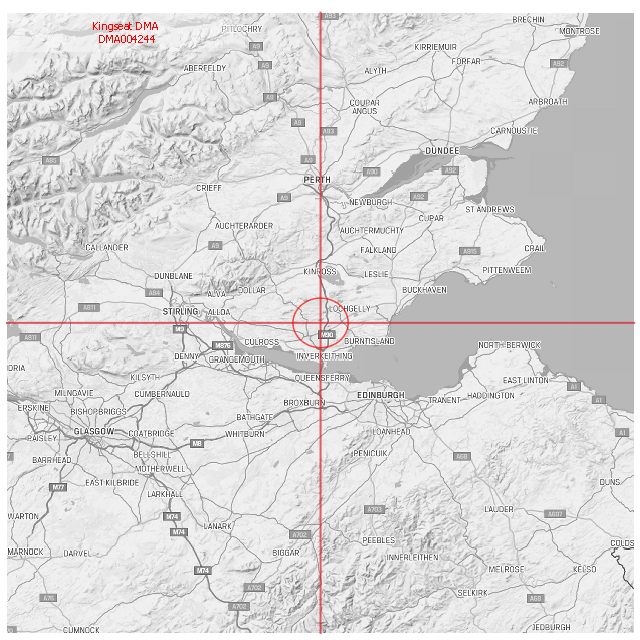 Kingseat DMA
DMA004244
A93
BRECHIN
PITLOCHRY
MONTROSE
A9
KIRRIEMUIR
FORFAR
A9
A92
ABERFELDY
ALYTH
A9
COUPAR
ANGUS
ARBROATH
A9
A93
CARNOUSTIE
DUNDEE
A85
A9
A90
A92
PERTH
CRIEFF
A9
A92
NEWBURGH
ST ANDREWS
CUPAR
AUCHTERARDER
AUCHTERMUCHTY
CALLANDER
A9
FALKLAND
A915
CRAIL
KINROSS
LESLIE
PITTENWEEM
DUNBLANE
DOLLAR
BUCKHAVEN
A84
ALVA
A811
STIRLING
ALLOA
LOCHGELLY
M9
A811
M90
CULROSS
BURNTISLAND
M876
NORTH BERWICK
DENNY
GRANGEMOUTH
INVERKEITHING
DRIA
KILSYTH
QUEENSFERRY
EAST LINTON
A1
MILNGAVIE
CUMBERNAULD
EDINBURGH
HADDINGTON
ERSKINE
BISHOPBRIGGS
BROXBURN
TRANENT
A1
BATHGATE
GLASGOW
COATBRIDGE
WHITBURN
LOANHEAD
A1
PAISLEY
M8
BARRHEAD
BELLSHILL
PENICUIK
A68
MOTHERWELL
M77
EAST KILBRIDE
DUNS
LARKHALL
WARTON
M74
A703
LAUDER
A697
LANARK
M74
A702
PEEBLES
COLDS
MARNOCK
DARVEL
BIGGAR
INNERLEITHEN
M74
MELROSE
KELSO
A702
SELKIRK
A76
A702
A68
CUMNOCK
JEDBURGH